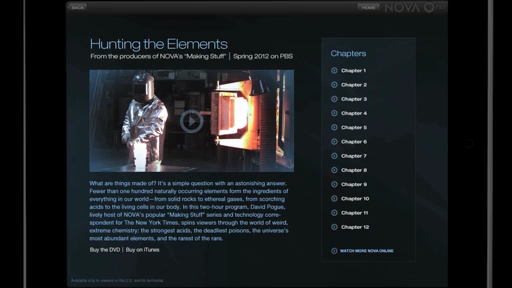 BACK
HOME
NOVA
Hunting the Elements
From the producers of NOVA's "Making Stuff" | Spring 2012 on PBS
What are things made of? It's a simple question with an astonishing answer.
Fewer than one hundred naturally occurring elements form the ingredients of
everything in our world—from solid rocks to ethereal gases, from scorching
acids to the living cells in our body. In this two-hour program, David Pogue,
lively host of NOVA's popular "Making Stuff" series and technology corre-
spondent for The New York Times, spins viewers through the world of weird,
extreme chemistry: the strongest acids, the deadliest poisons, the universe's
most abundant elements, and the rarest of the rare.
Buy the DVD | Buy on iTunes
Chapters
Chapter 1
Chapter 2
Chapter 3
Chapter 4
Chapter 5
Chapter 6
Chapter 7
Chapter 8
Chapter 9
Chapter 10
Chapter 11
Chapter 12
WATCH MORE NOVA ONLINE